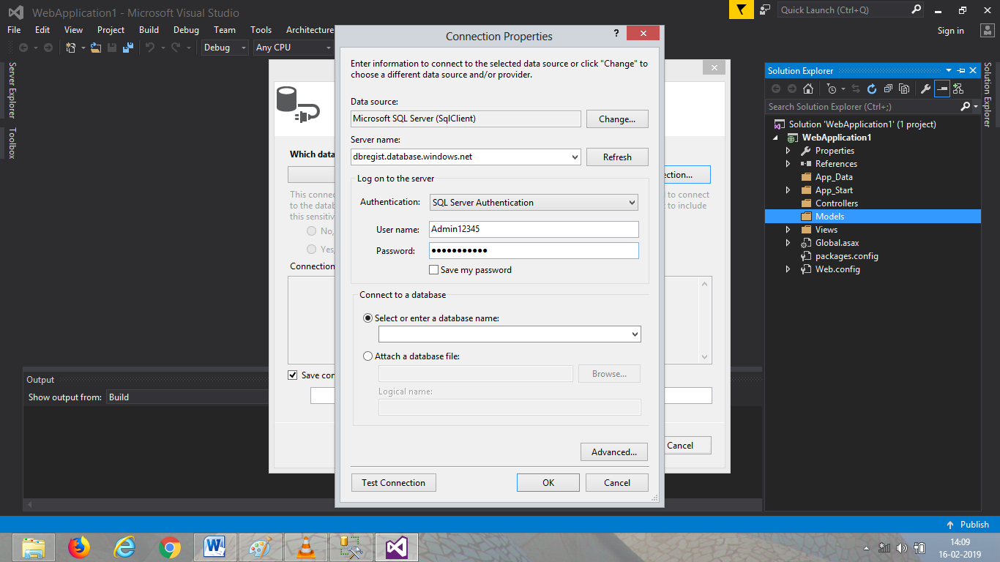 WebApplication1 - Microsoft Visual Studio
Quick Launch (Ctrl+Q)
File Edit View Project Build Debug Team Tools Architecture
Sign in
Debug Any CPU
Server Explorer
Toolbox
Connection Properties
?
Enter information to connect to the selected data source or click "Change" to
choose a different data source and/or provider.
Data source:
Microsoft SQL Server (SqlClient)
Change...
Server name:
dbregist.database.windows.net
Refresh
Log on to the server
Authentication: SQL Server Authentication
User name: Admin12345
Password: ●●●●●●●●●●●
Save my password
Connect to a database
Select or enter a database name:
Attach a database file:
Browse...
Logical name:
Advanced...
Test Connection OK Cancel
Which data
ection...
This connec
to the datab
this sensitiv
d to connect
t to include
No,
Yes,
Connection
Save con
Cancel
Output
Show output from: Build
Solution Explorer
Search Solution Explorer (Ctrl+;)
Solution 'WebApplication1' (1 project)
WebApplication1
Properties
References
App_Data
App_Start
Controllers
Models
Views
Global.asax
packages.config
Web.config
Solution Explorer
Publish
14:09
16-02-2019